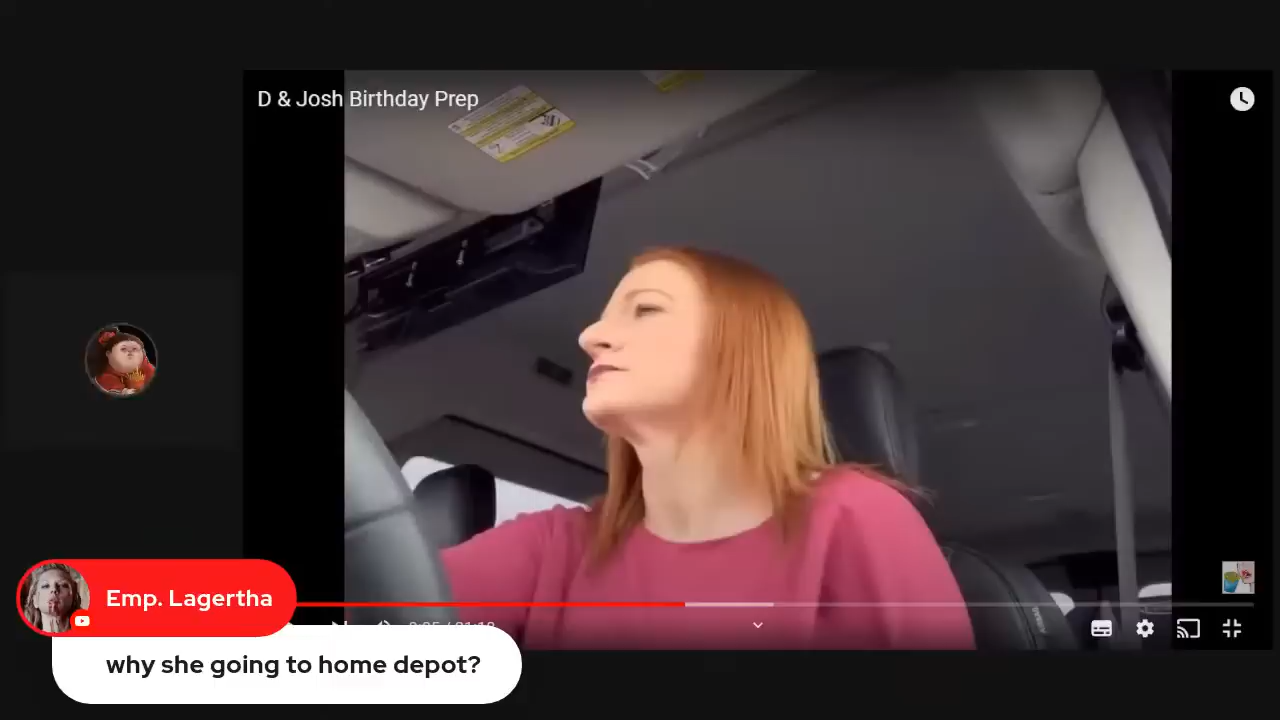 D & Josh Birthday Prep
Emp. Lagertha
why she going to home depot?